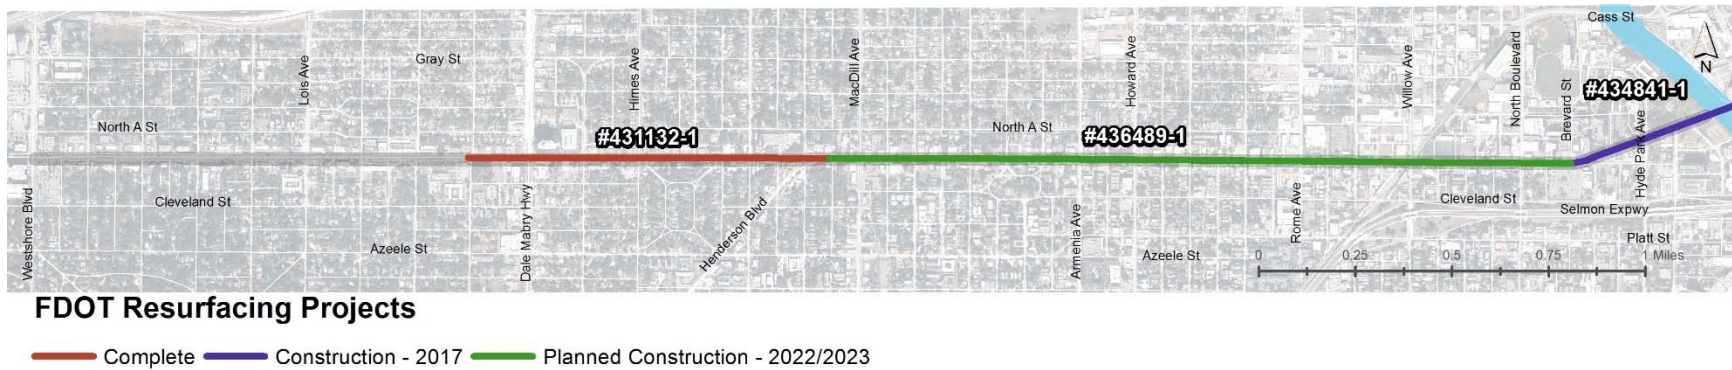 Cass St
N
Lois Ave
Gray St
Himes Ave
MacDill Ave
Howard Ave
Willow Ave
North Boulevard
Brevard St
#434841-1
Hyde Park Ave
North A St
#431132-1
North A St
#436489-1
Westshore Blvd
Cleveland St
Dale Mabry Hwy
Henderson Blvd
Azeele St
Armenia Ave
Azeele St
Rome Ave
Cleveland St
Selmon Expwy
Platt St
0 0.25 0.5 0.75 1 Miles
FDOT Resurfacing Projects
Complete Construction - 2017 Planned Construction - 2022/2023